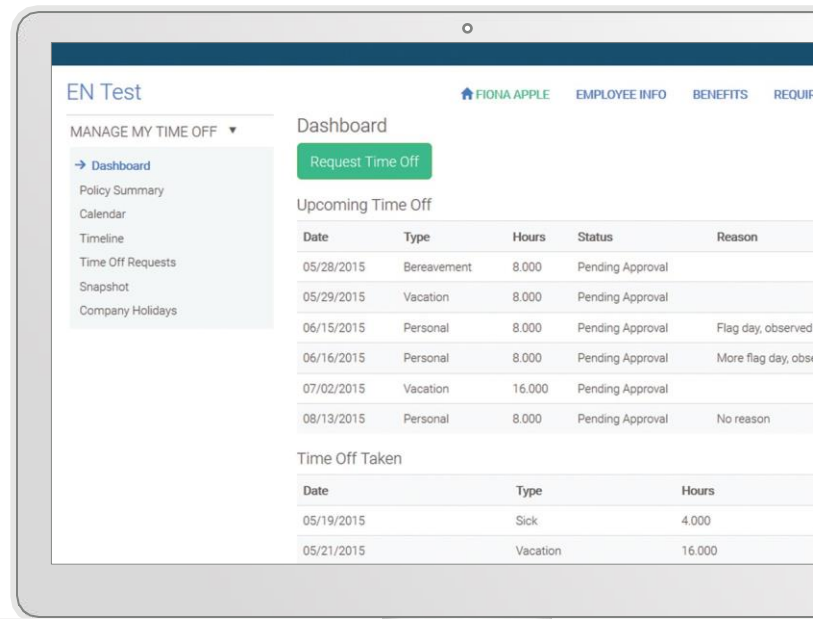 EN Test
FIONA APPLE EMPLOYEE INFO BENEFITS
MANAGE MY TIME OFF
Dashboard
Policy Summary
Calendar
Timeline
Time Off Requests
Snapshot
Company Holidays
Dashboard
Request Time Off
Upcoming Time Off
Date Type Hours Status Reason
05/28/2015 Bereavement 8.000 Pending Approval
05/29/2015 Vacation 8.000 Pending Approval
06/15/2015 Personal 8.000 Pending Approval Flag day, observed
06/16/2015 Personal 8.000 Pending Approval More flag day,
07/02/2015 Vacation 16.000 Pending Approval
08/13/2015 Personal 8.000 Pending Approval No reason
Time Off Taken
Date Type Hours
05/19/2015 Sick 4.000
05/21/2015 Vacation 16.000